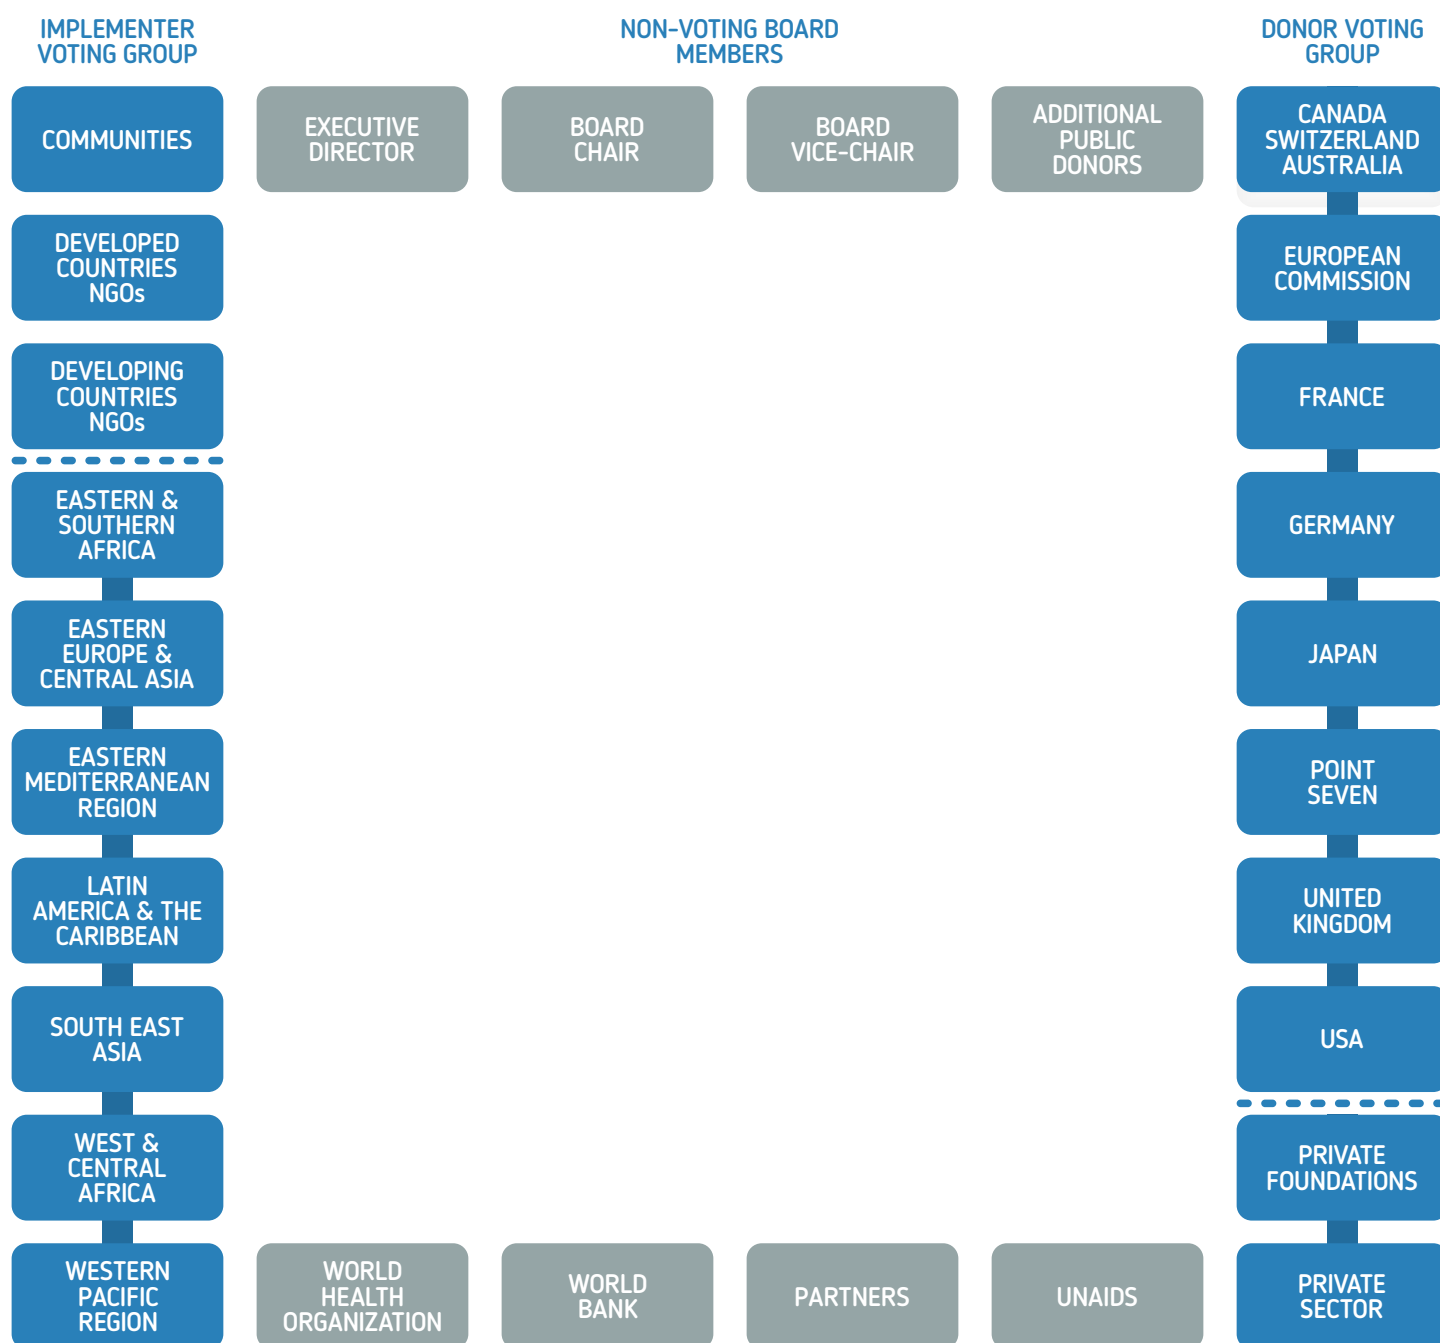 IMPLEMENTER
VOTING GROUP
NON-VOTING BOARD
MEMBERS
DONOR VOTING
GROUP
COMMUNITIES
EXECUTIVE
DIRECTOR
BOARD
CHAIR
BOARD
VICE-CHAIR
ADDITIONAL
PUBLIC
DONORS
CANADA
SWITZERLAND
AUSTRALIA
DEVELOPED
COUNTRIES
NGOs
EUROPEAN
COMMISSION
DEVELOPING
COUNTRIES
NGOs
FRANCE
EASTERN &
SOUTHERN
AFRICA
GERMANY
EASTERN
EUROPE &
CENTRAL ASIA
JAPAN
EASTERN
MEDITERRANEAN
REGION
POINT
SEVEN
LATIN
AMERICA & THE
CARIBBEAN
UNITED
KINGDOM
SOUTH EAST
ASIA
USA
WEST &
CENTRAL
AFRICA
PRIVATE
FOUNDATIONS
WESTERN
PACIFIC
REGION
WORLD
HEALTH
ORGANIZATION
WORLD
BANK
PARTNERS
UNAIDS
PRIVATE
SECTOR